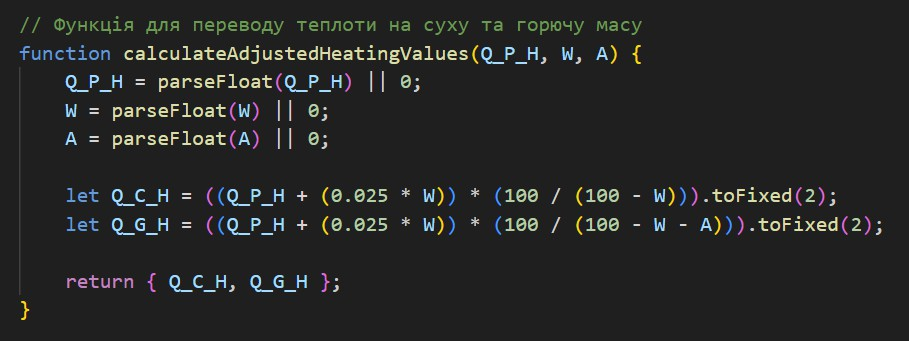 // Функція для переводу теплоти на суху та горючу масу
function calculateAdjustedHeatingValues(Q_P_H, W, A) {
    Q_P_H = parseFloat(Q_P_H) || 0;
    W = parseFloat(W) || 0;
    A = parseFloat(A) || 0;

    let Q_C_H = ((Q_P_H + (0.025 * W)) * (100 / (100 - W))).toFixed(2);
    let Q_G_H = ((Q_P_H + (0.025 * W)) * (100 / (100 - W - A))).toFixed(2);

    return { Q_C_H, Q_G_H };
}